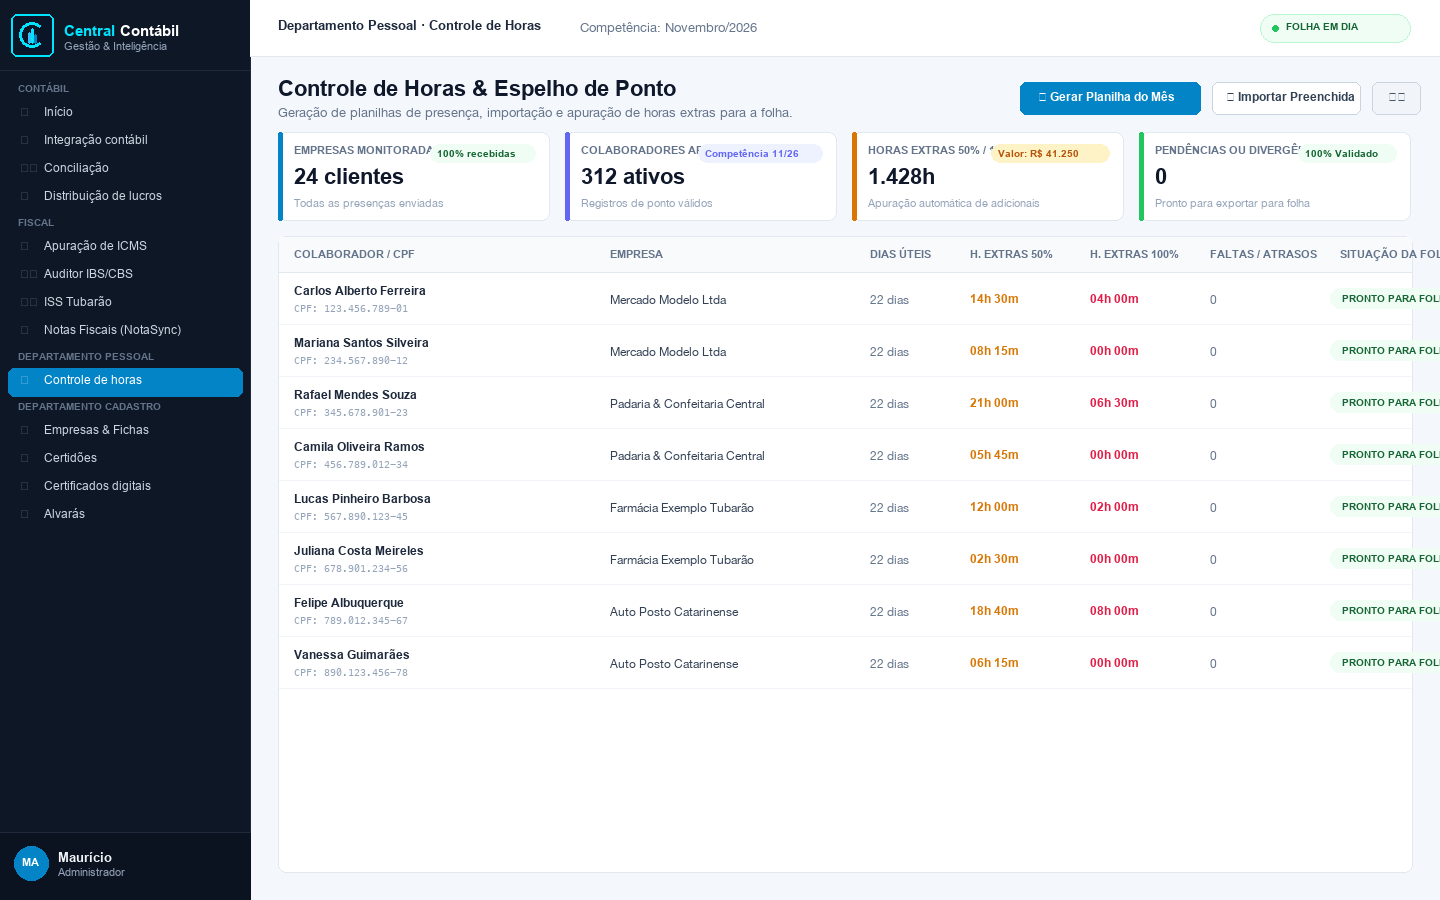 Central Contábil
Gestão & Inteligência
CONTÁBIL
Início
Integração contábil
Conciliação
Distribuição de lucros
FISCAL
Apuração de ICMS
Auditor IBS/CBS
ISS Tubarão
Notas Fiscais (NotaSync)
DEPARTAMENTO PESSOAL
Controle de horas
DEPARTAMENTO CADASTRO
Empresas & Fichas
Certidões
Certificados digitais
Alvarás
MA
Maurício
Administrador
Departamento Pessoal · Controle de Horas
Competência: Novembro/2026
FOLHA EM DIA
Controle de Horas & Espelho de Ponto
Geração de planilhas de presença, importação e apuração de horas extras para a folha.
Gerar Planilha do Mês
Importar Preenchida
EMPRESAS MONITORADA
100% recebidas
24 clientes
Todas as presenças enviadas
COLABORADORES
Competência 11/26
312 ativos
Registros de ponto válidos
HORAS EXTRAS 50% /
Valor: R$ 41.250
1.428h
Apuração automática de adicionais
PENDÊNCIAS OU DIVERGÊ
100% Validado
0
Pronto para exportar para folha
COLABORADOR / CPF EMPRESA DIAS ÚTEIS H. EXTRAS 50% H. EXTRAS 100% FALTAS / ATRASOS SITUAÇÃO DA FOL
Carlos Alberto Ferreira
CPF: 123.456.789-01
Mercado Modelo Ltda 22 dias 14h 30m 04h 00m 0 PRONTO PARA FOL
Mariana Santos Silveira
CPF: 234.567.890-12
Mercado Modelo Ltda 22 dias 08h 15m 00h 00m 0 PRONTO PARA FOL
Rafael Mendes Souza
CPF: 345.678.901-23
Padaria & Confeitaria Central 22 dias 21h 00m 06h 30m 0 PRONTO PARA FOL
Camila Oliveira Ramos
CPF: 456.789.012-34
Padaria & Confeitaria Central 22 dias 05h 45m 00h 00m 0 PRONTO PARA FOL
Lucas Pinheiro Barbosa
CPF: 567.890.123-45
Farmácia Exemplo Tubarão 22 dias 12h 00m 02h 00m 0 PRONTO PARA FOL
Juliana Costa Meireles
CPF: 678.901.234-56
Farmácia Exemplo Tubarão 22 dias 02h 30m 00h 00m 0 PRONTO PARA FOL
Felipe Albuquerque
CPF: 789.012.345-67
Auto Posto Catarinense 22 dias 18h 40m 08h 00m 0 PRONTO PARA FOL
Vanessa Guimarães
CPF: 890.123.456-78
Auto Posto Catarinense 22 dias 06h 15m 00h 00m 0 PRONTO PARA FOL